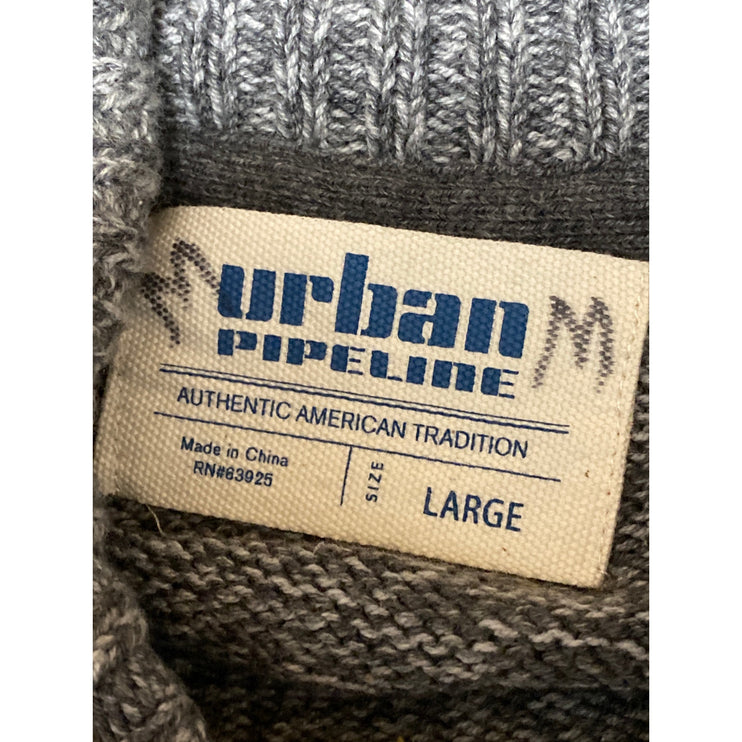 M urban M
PIPELINE
AUTHENTIC AMERICAN TRADITION
Made in China
RN#63925
SIZE
LARGE